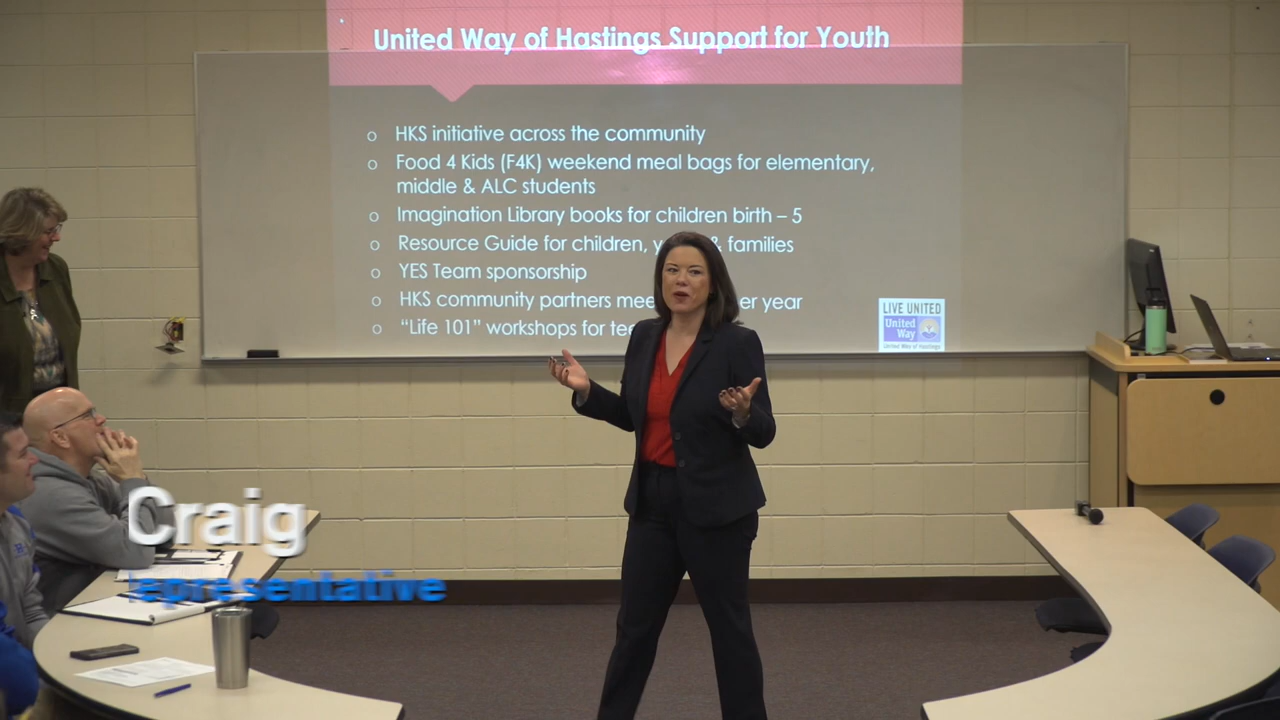 United Way of Hastings Support for Youth
o HKS initiative across the community
o Food 4 Kids (F4K) weekend meal bags for elementary,
middle & ALC students
o Imagination Library books for children birth – 5
o Resource Guide for children, & families
o YES Team sponsorship
o HKS community partners year
o "Life 101" workshops for
LIVE UNITED
United
Way
United Way of Hastings
Craig
epresentative